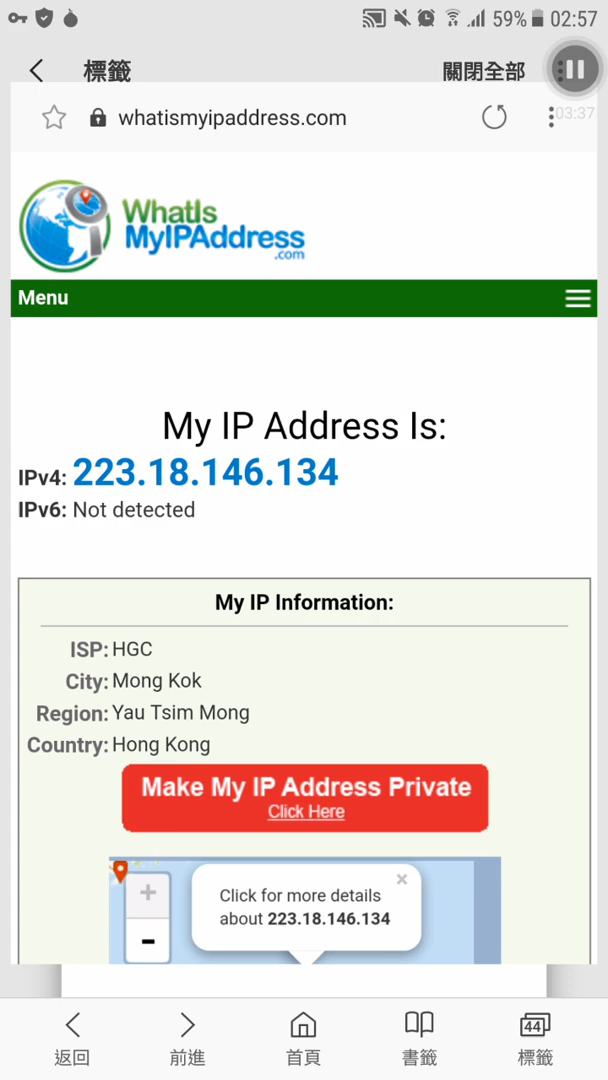 59% 02:57
標籤 關閉全部
whatismyipaddress.com 03:37
WhatIs
MyIPAddress
.com
Menu
My IP Address Is:
IPv4: 223.18.146.134
IPv6: Not detected
My IP Information:
ISP: HGC
City: Mong Kok
Region: Yau Tsim Mong
Country: Hong Kong
Make My IP Address Private
Click Here
+
Click for more details ×
about 223.18.146.134
-
44
返回 前進 首頁 書籤 標籤